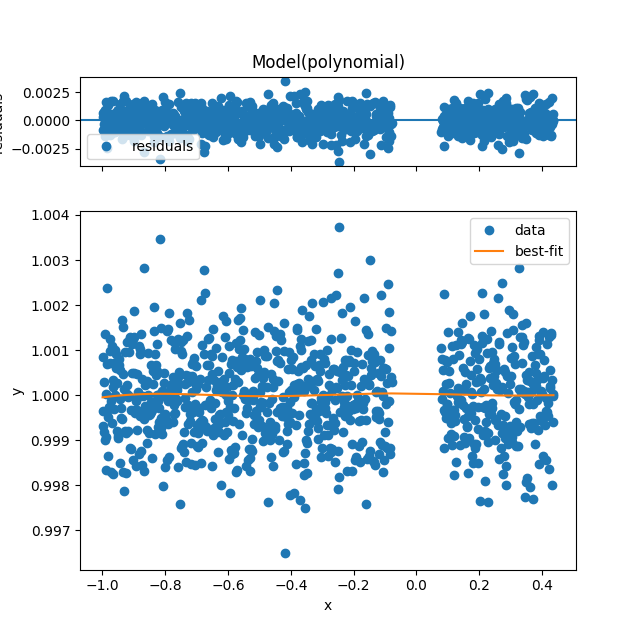 Model(polynomial)
0.0025
0.0000
−0.0025
residuals
1.004
1.003
1.002
1.001
1.000
0.999
0.998
0.997
y
data
best-fit
−1.0 −0.8 −0.6 −0.4 −0.2 0.0 0.2 0.4
x